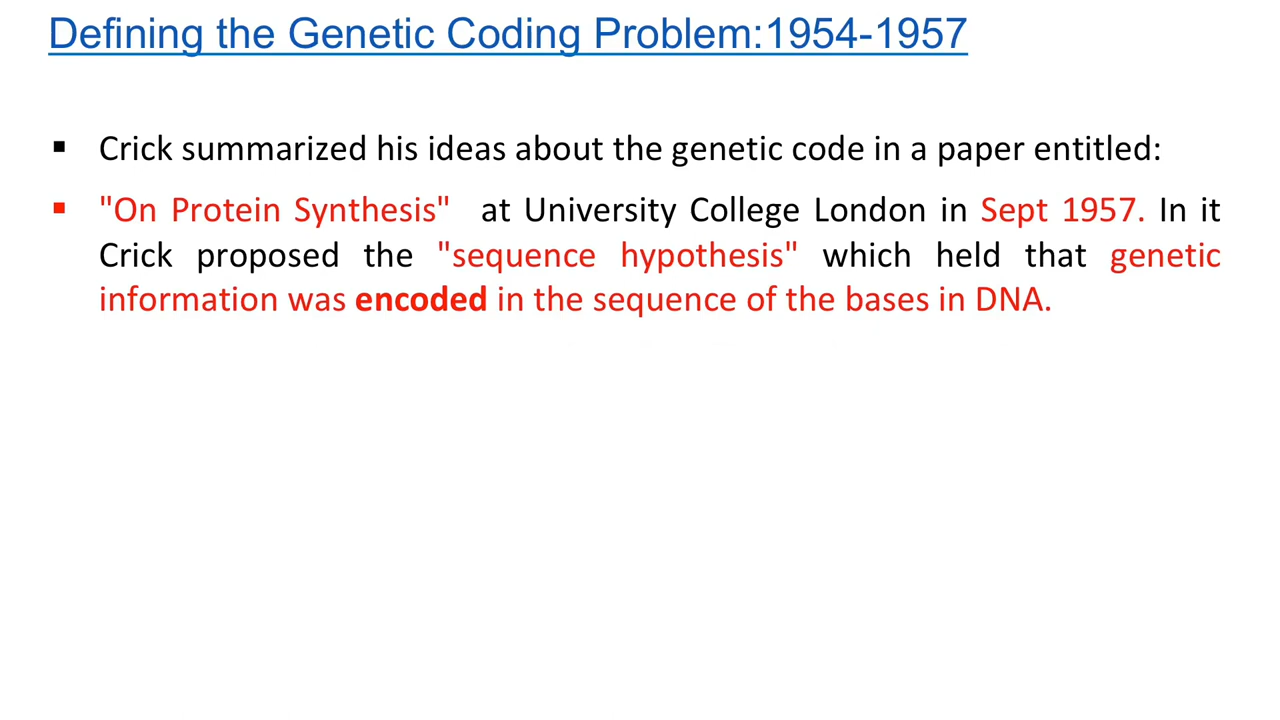 Defining the Genetic Coding Problem:1954-1957
▪ Crick summarized his ideas about the genetic code in a paper entitled:
▪ "On Protein Synthesis"  at University College London in Sept 1957. In it
Crick proposed the "sequence hypothesis" which held that genetic
information was encoded in the sequence of the bases in DNA.